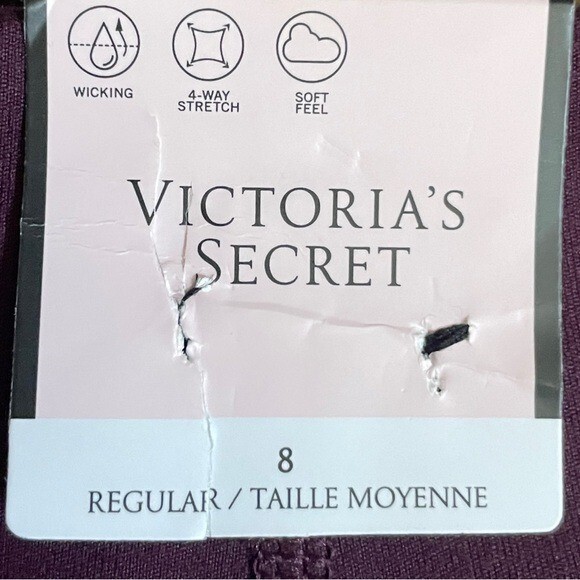 WICKING
4-WAY
STRETCH
SOFT
FEEL
VICTORIA'S
SECRET
8
REGULAR / TAILLE MOYENNE